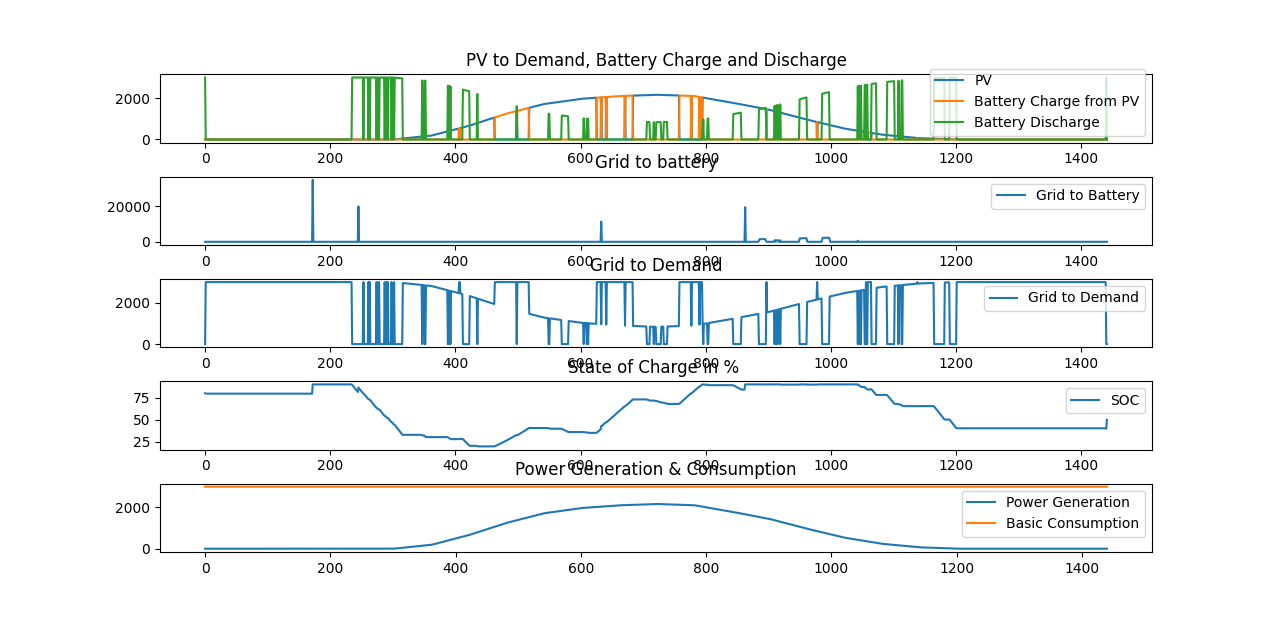 PV to Demand, Battery Charge and Discharge
2000
0
PV
Battery Charge from PV
Battery Discharge
0 200 400 600 800 1000 1200 1400
Grid to battery
20000
0
Grid to Battery
0 200 400 600 800 1000 1200 1400
Grid to Demand
2000
0
Grid to Demand
0 200 400 600 800 1000 1200 1400
State of Charge in %
75
50
25
SOC
0 200 400 600 800 1000 1200 1400
Power Generation & Consumption
2000
0
Power Generation
Basic Consumption
0 200 400 600 800 1000 1200 1400